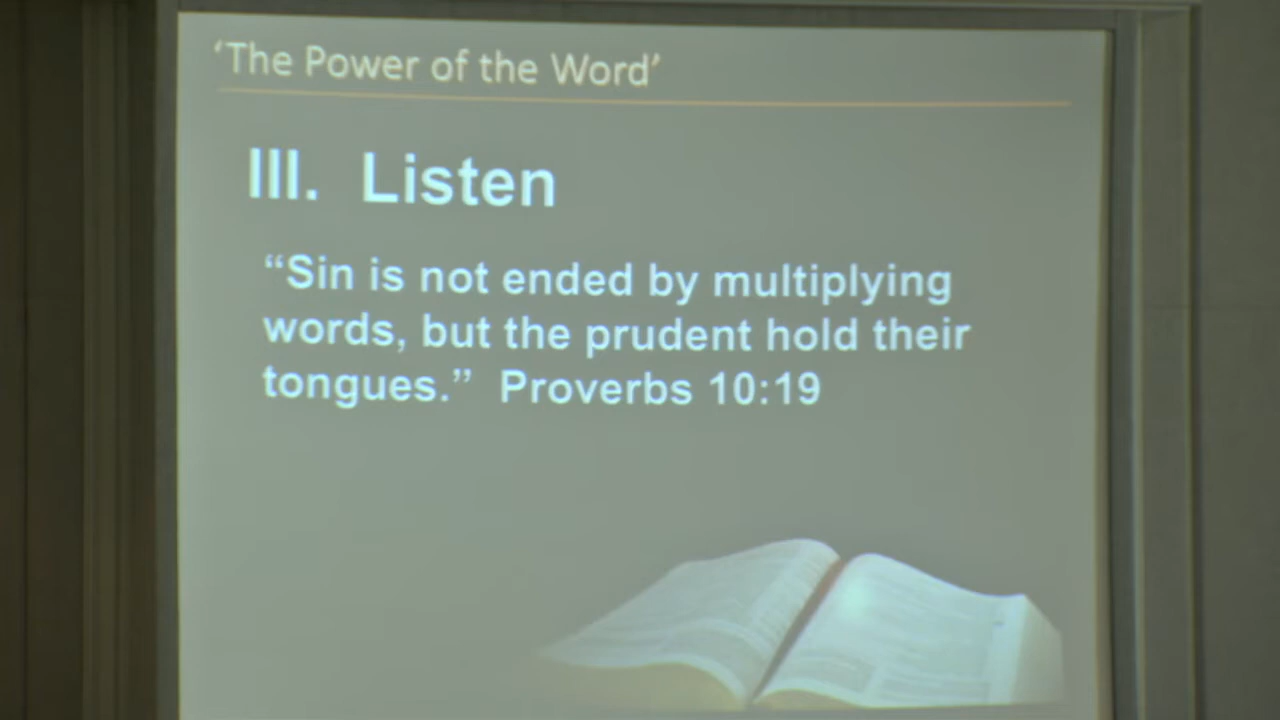 ‘The Power of the Word’
III. Listen
“Sin is not ended by multiplying
words, but the prudent hold their
tongues.” Proverbs 10:19